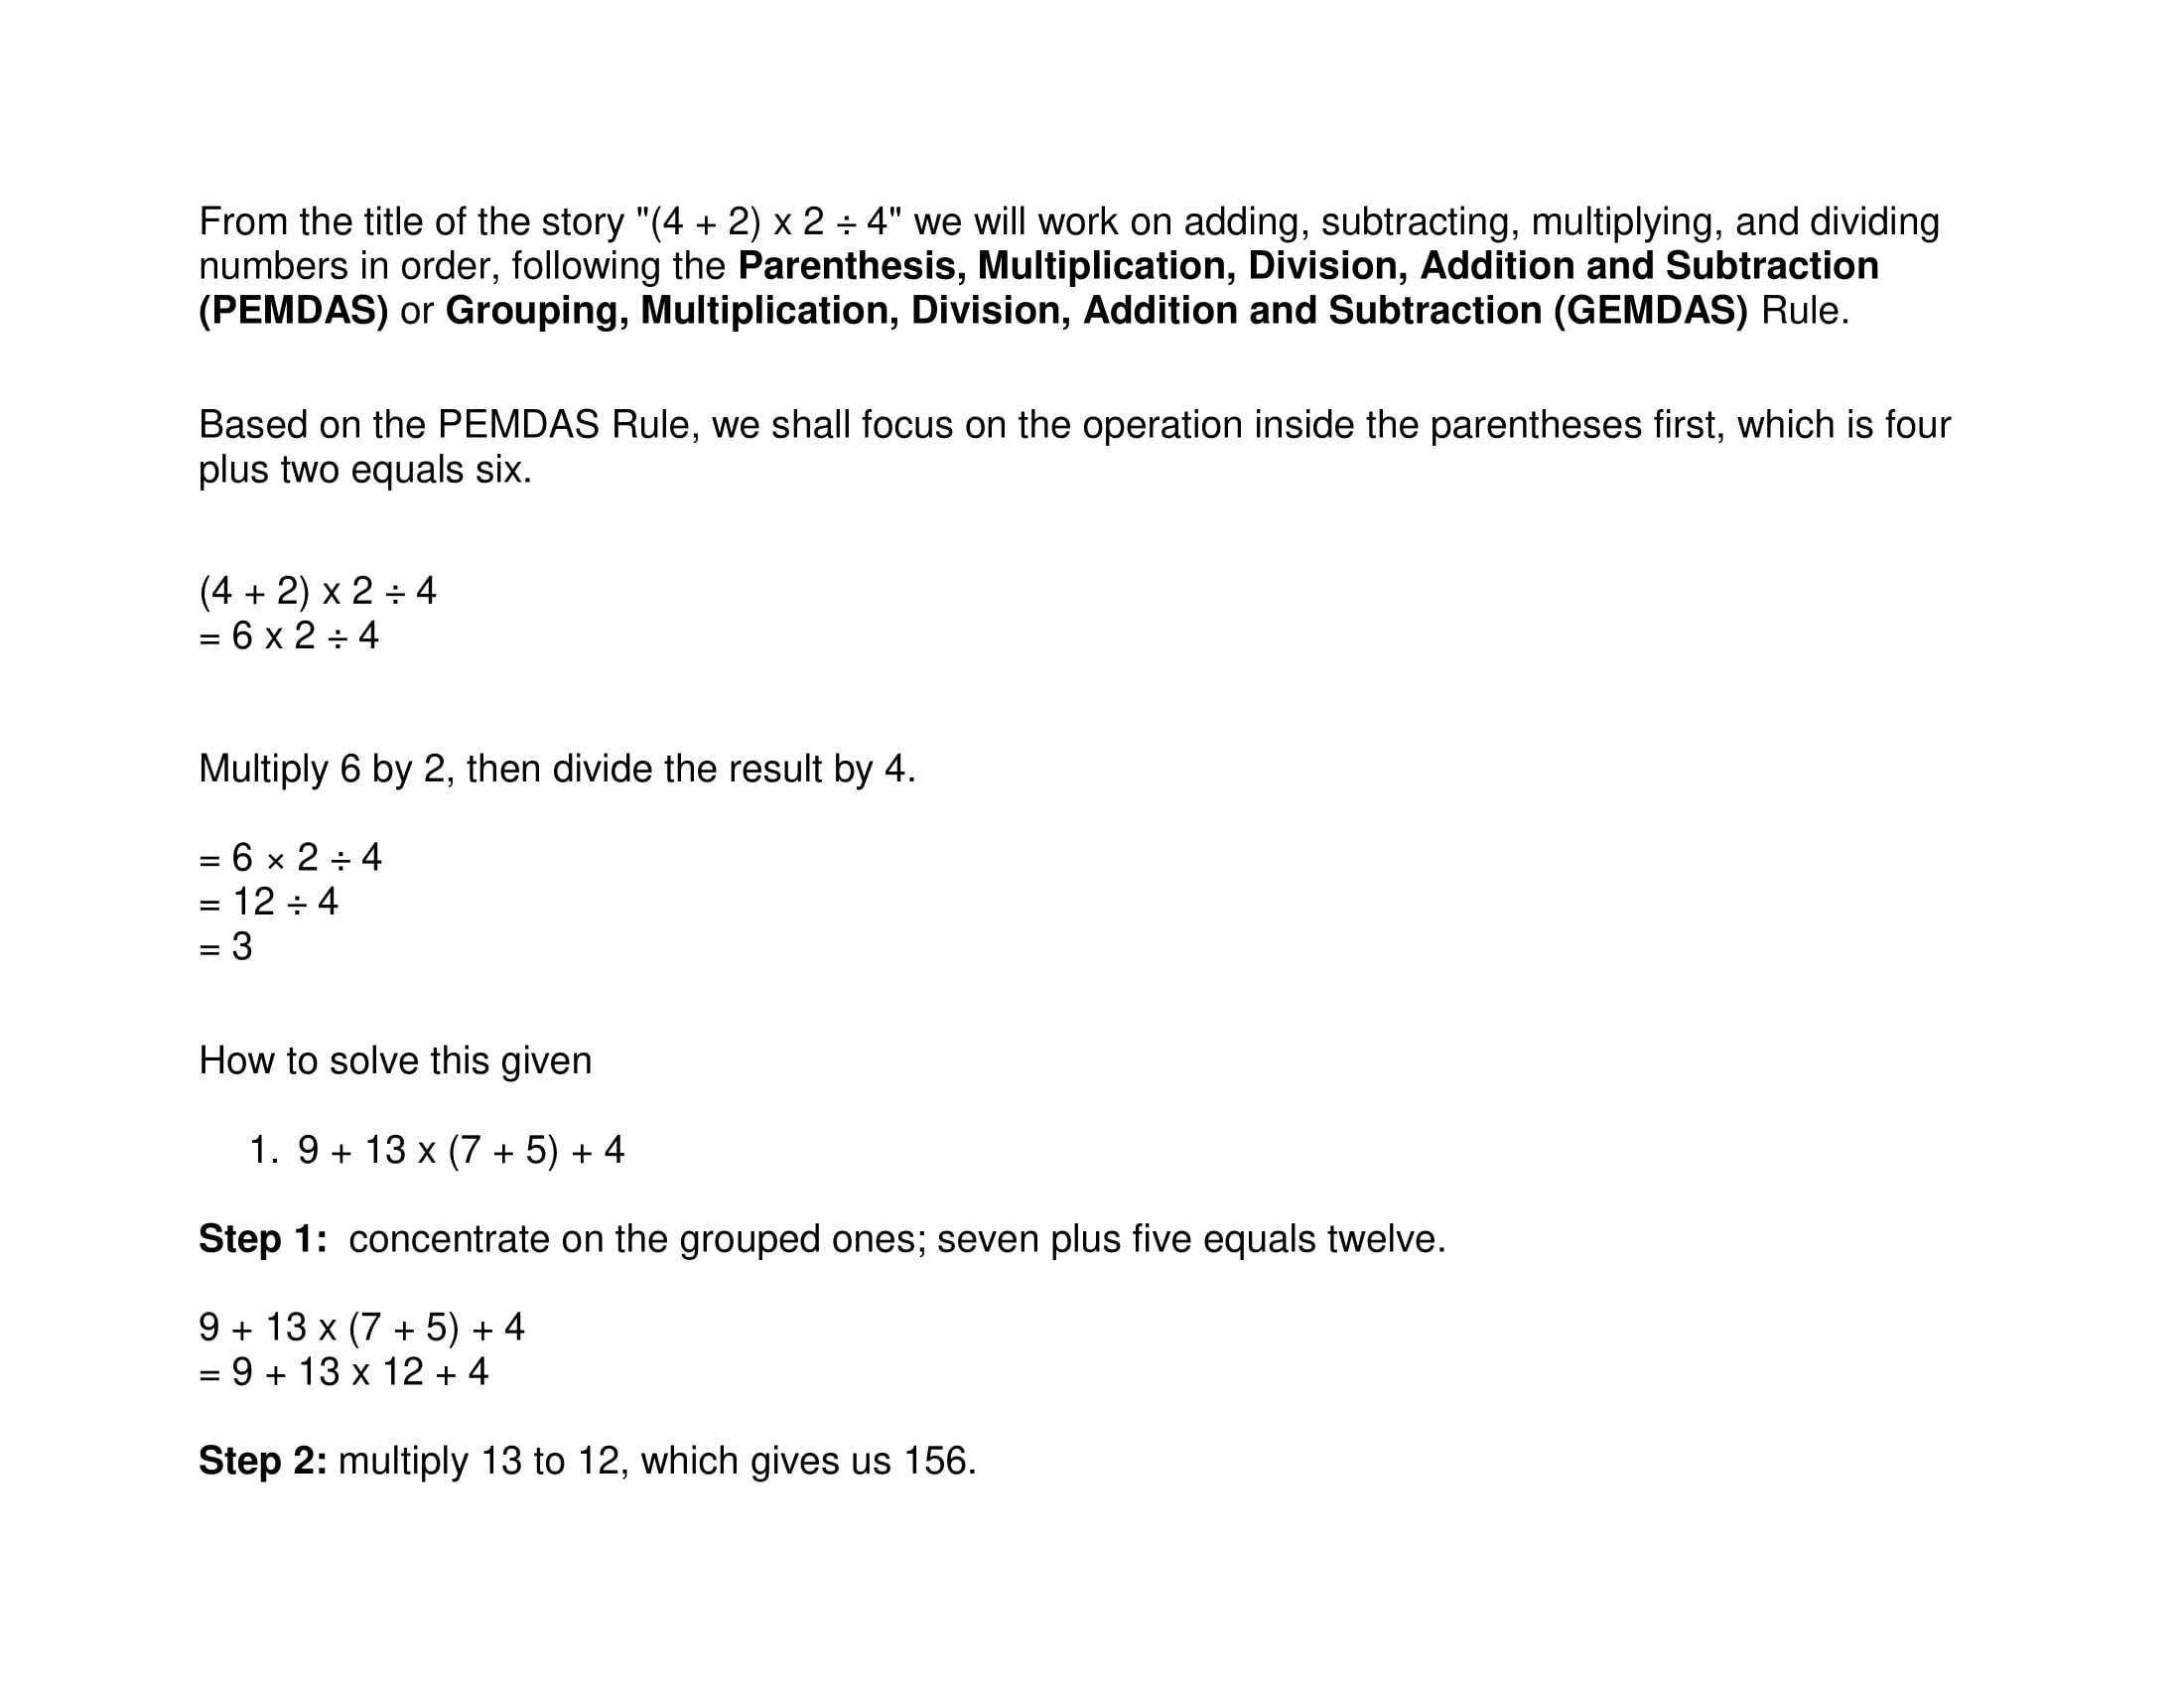 From the title of the story "(4 + 2) x 2 ÷ 4" we will work on adding, subtracting, multiplying, and dividing
numbers in order, following the Parenthesis, Multiplication, Division, Addition and Subtraction
(PEMDAS) or Grouping, Multiplication, Division, Addition and Subtraction (GEMDAS) Rule.
Based on the PEMDAS Rule, we shall focus on the operation inside the parentheses first, which is four
plus two equals six.
(4 + 2) x 2 ÷ 4
= 6 x 2 ÷ 4
Multiply 6 by 2, then divide the result by 4.
= 6 × 2 ÷ 4
= 12 ÷ 4
= 3
How to solve this given
1. 9 + 13 x (7 + 5) + 4
Step 1: concentrate on the grouped ones; seven plus five equals twelve.
9 + 13 x (7 + 5) + 4
= 9 + 13 x 12 + 4
Step 2: multiply 13 to 12, which gives us 156.